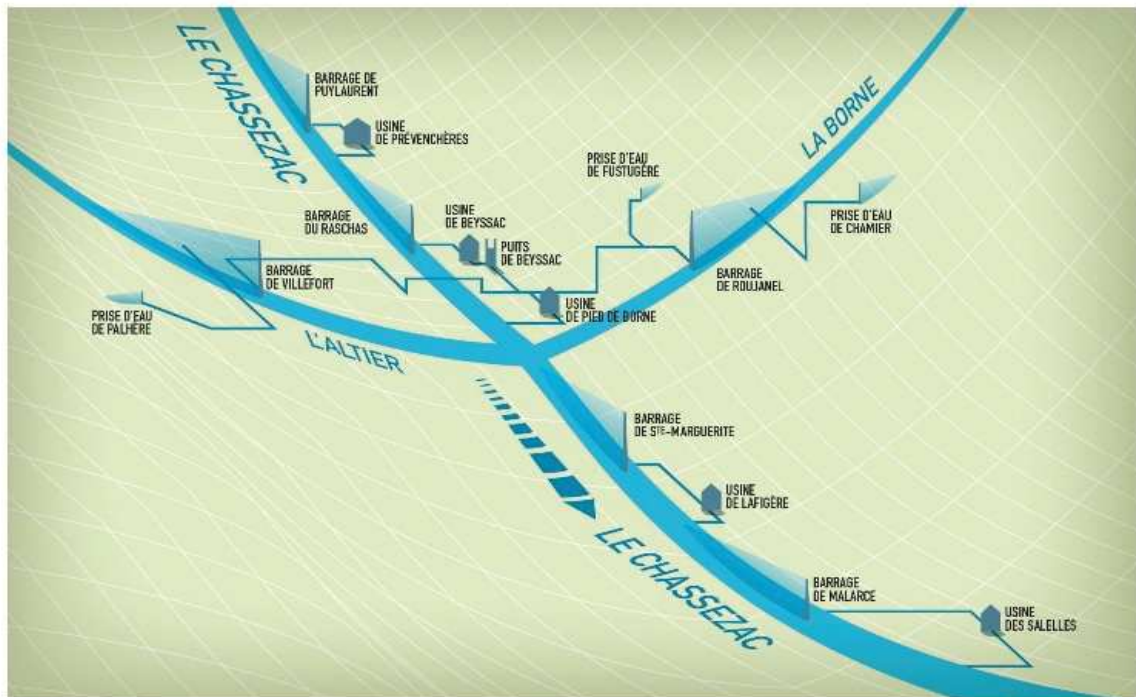 LE CHASSEZAC
BARRAGE DE
PUYLAURENT
USINE
DE PRÉVENCHÈRES
LA BORNE
PRISE D'EAU
DE FUSTUGÈRE
PRISE D'EAU
DE CHAMIER
BARRAGE
DU RASCHAS
USINE
DE BEYSSAC
PUITS
DE BEYSSAC
BARRAGE
DE VILLEFORT
BARRAGE
DE ROUJANEL
PRISE D'EAU
DE PALHÈRE
USINE
DE PIED DE BORNE
L'ALTIER
BARRAGE
DE STE-MARGUERITE
USINE
DE LAFIGÈRE
LE CHASSEZAC
BARRAGE
DE MALARCE
USINE
DES SALELLES